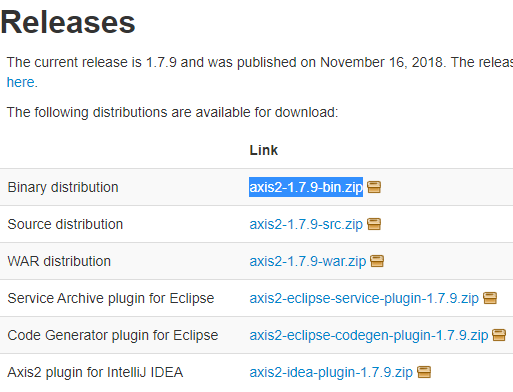 Releases
The current release is 1.7.9 and was published on November 16, 2018. The
here.
The following distributions are available for download:
Link
Binary distribution axis2-1.7.9-bin.zip
Source distribution axis2-1.7.9-src.zip
WAR distribution axis2-1.7.9-war.zip
Service Archive plugin for Eclipse axis2-eclipse-service-plugin-1.7.9.zip
Code Generator plugin for Eclipse axis2-eclipse-codegen-plugin-1.7.9.zip
Axis2 plugin for IntelliJ IDEA axis2-idea-plugin-1.7.9.zip